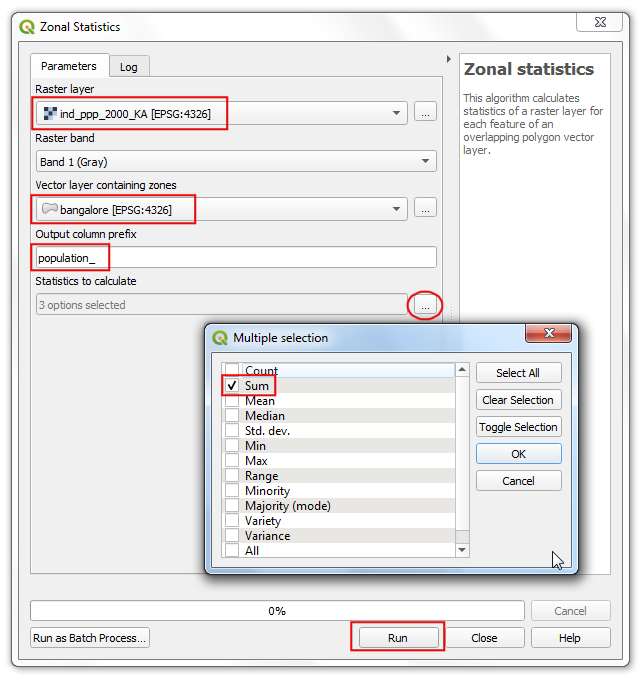 Zonal Statistics
Parameters
Log
Raster layer
ind_ppp_2000_KA [EPSG:4326]
...
Raster band
Band 1 (Gray)
Vector layer containing zones
bangalore [EPSG:4326]
...
Output column prefix
population_
Statistics to calculate
3 options selected
...
Zonal statistics
This algorithm calculates
statistics of a raster layer for
each feature of an
overlapping polygon vector
layer.
Multiple selection
Count
Sum
Mean
Median
Std. dev.
Min
Max
Range
Minority
Majority (mode)
Variety
Variance
All
Select All
Clear Selection
Toggle Selection
OK
Cancel
0%
Cancel
Run as Batch Process...
Run
Close
Help